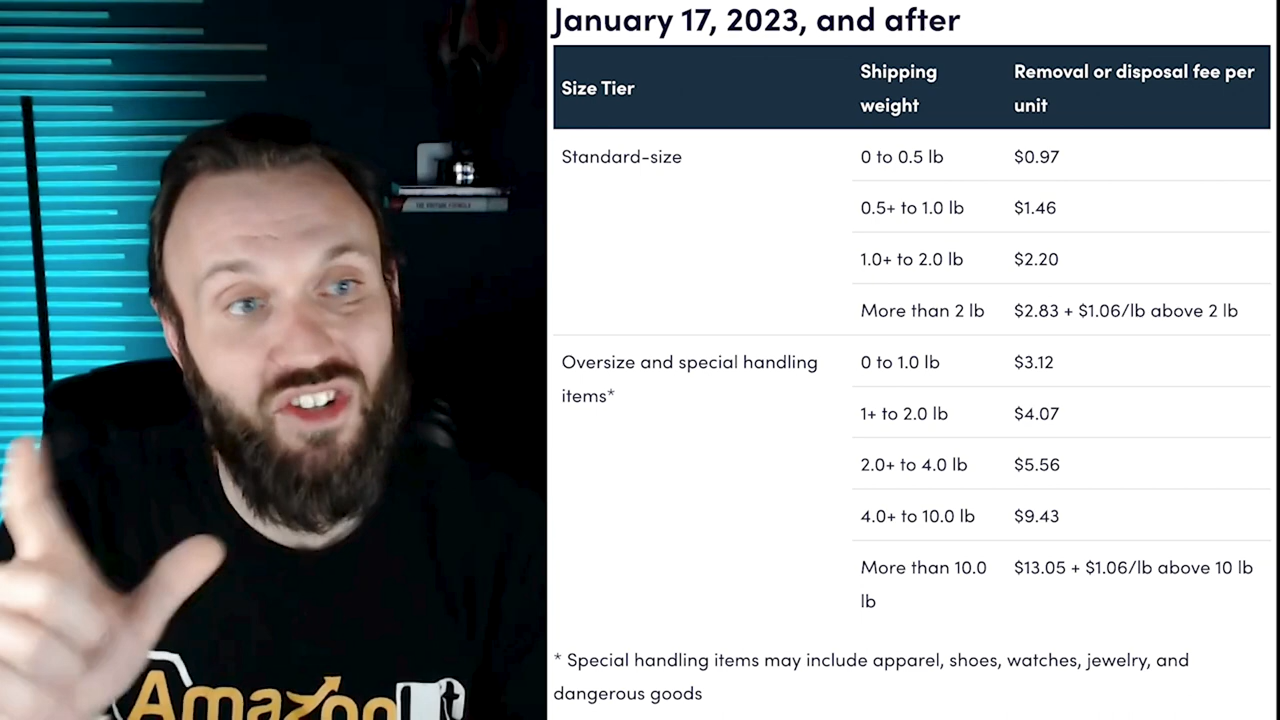 January 17, 2023, and after
Size Tier
Shipping weight
Removal or disposal fee per unit
Standard-size
0 to 0.5 lb
$0.97
0.5+ to 1.0 lb
$1.46
1.0+ to 2.0 lb
$2.20
More than 2 lb
$2.83 + $1.06/lb above 2 lb
Oversize and special handling items*
0 to 1.0 lb
$3.12
1+ to 2.0 lb
$4.07
2.0+ to 4.0 lb
$5.56
4.0+ to 10.0 lb
$9.43
More than 10.0 lb
$13.05 + $1.06/lb above 10 lb
* Special handling items may include apparel, shoes, watches, jewelry, and
dangerous goods
Amazon